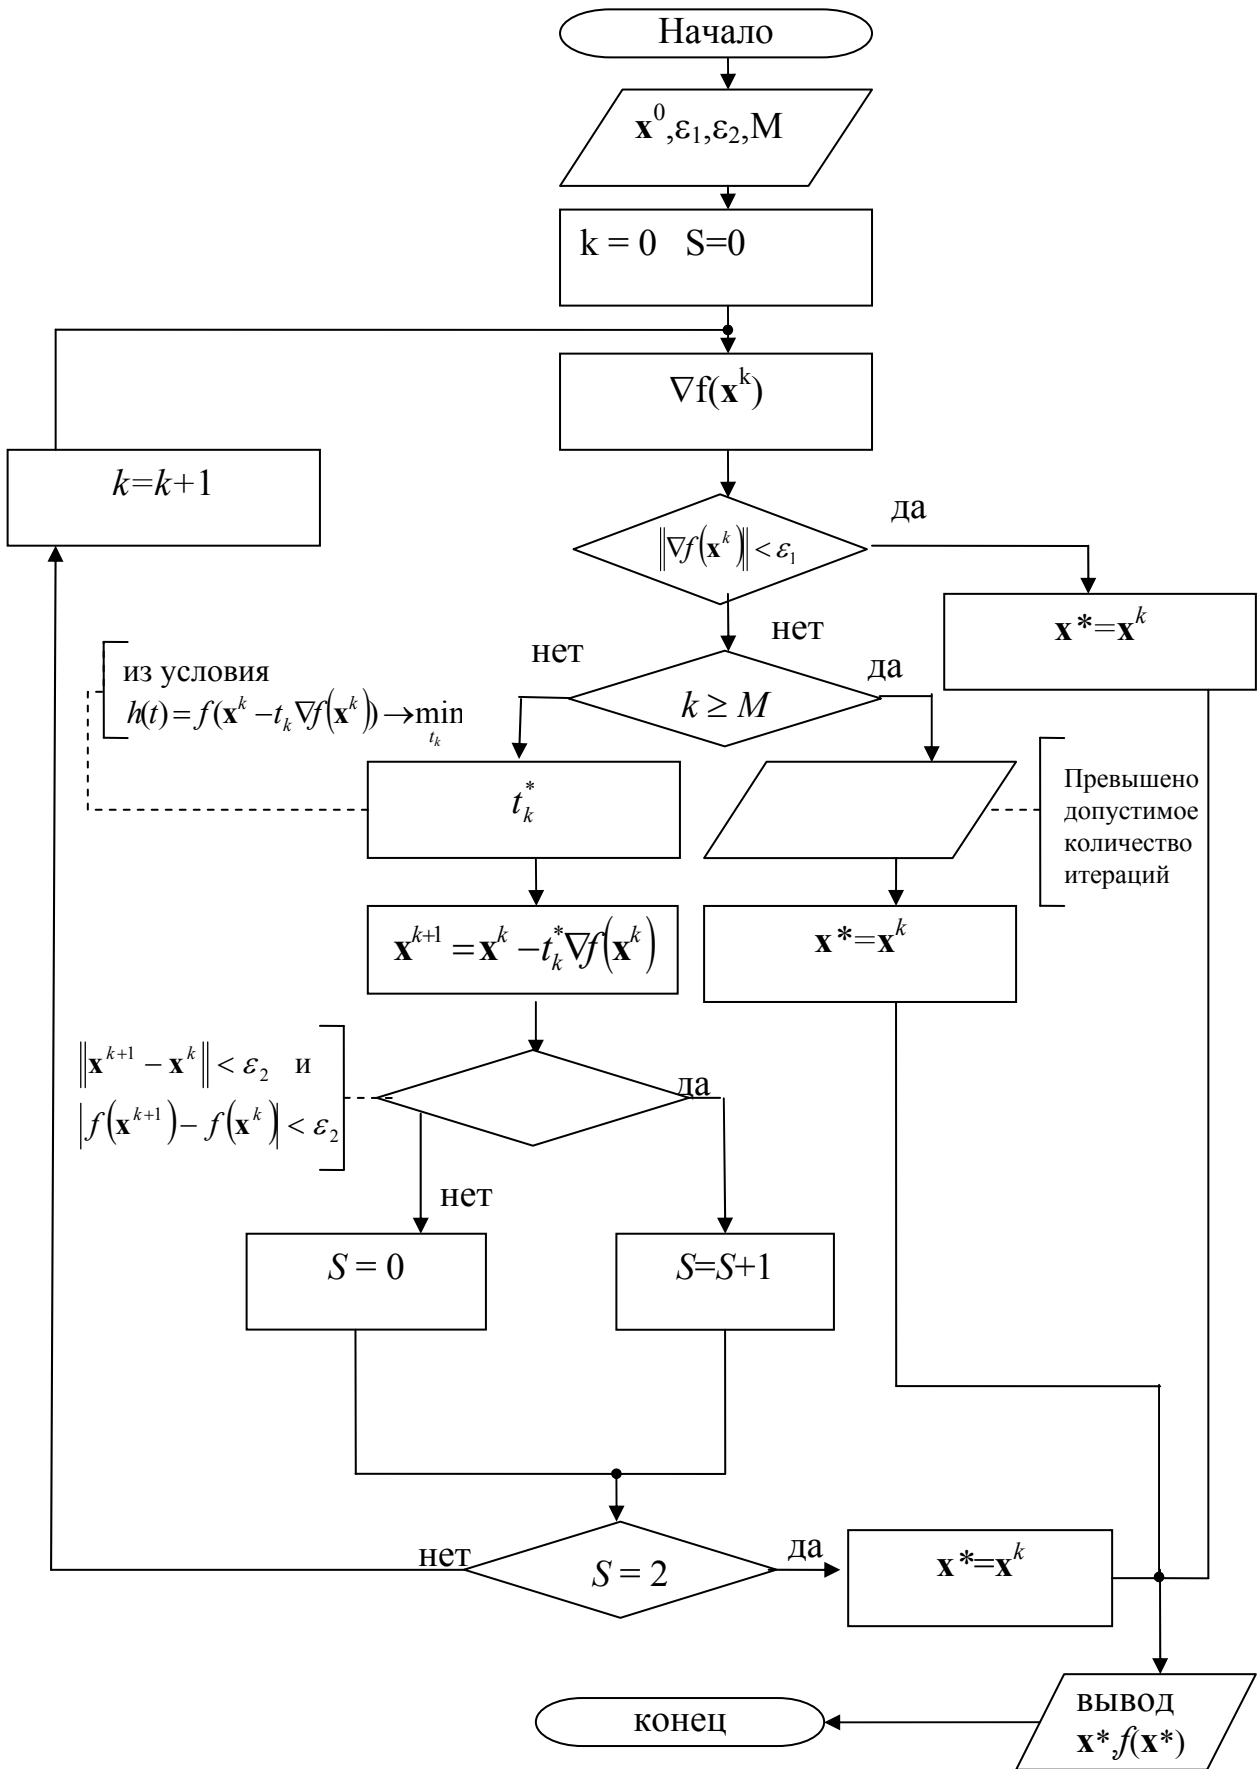 Начало
x⁰,ε₁,ε₂,M
k = 0 S=0
∇f(xᵏ)
k=k+1
да
‖∇f(xᵏ)‖ < ε₁
x*=xᵏ
нет
нет
да
k ≥ M
из условия
h(t) = f(xᵏ − tₖ∇f(xᵏ)) → min
tₖ
tₖ*
Превышено
допустимое
количество
итераций
xᵏ⁺¹ = xᵏ − tₖ*∇f(xᵏ)
x*=xᵏ
‖xᵏ⁺¹ − xᵏ‖ < ε₂ и
|f(xᵏ⁺¹) − f(xᵏ)| < ε₂
да
нет
S = 0
S=S+1
нет
S = 2
да
x*=xᵏ
вывод
x*,f(x*)
конец